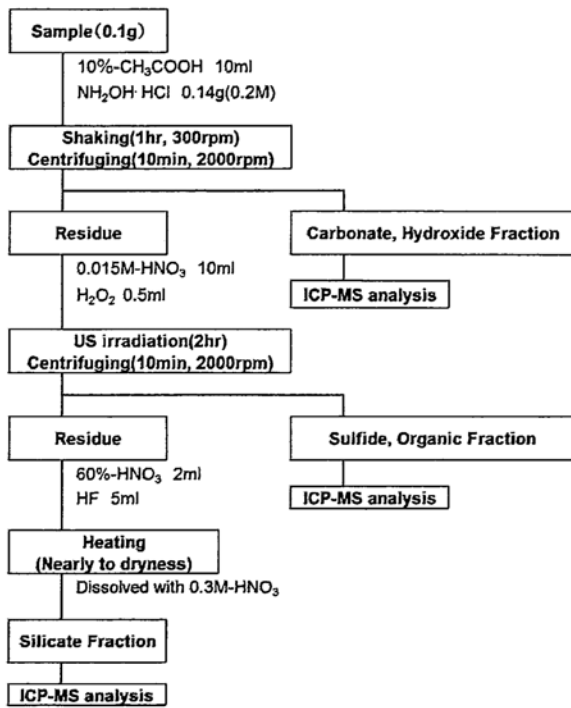 Sample(0.1g)
10%-CH₃COOH 10ml
NH₂OH·HCl 0.14g(0.2M)
Shaking(1hr, 300rpm)
Centrifuging(10min, 2000rpm)
Residue
Carbonate, Hydroxide Fraction
0.015M-HNO₃ 10ml
H₂O₂ 0.5ml
ICP-MS analysis
US irradiation(2hr)
Centrifuging(10min, 2000rpm)
Residue
Sulfide, Organic Fraction
60%-HNO₃ 2ml
HF 5ml
ICP-MS analysis
Heating
(Nearly to dryness)
Dissolved with 0.3M-HNO₃
Silicate Fraction
ICP-MS analysis